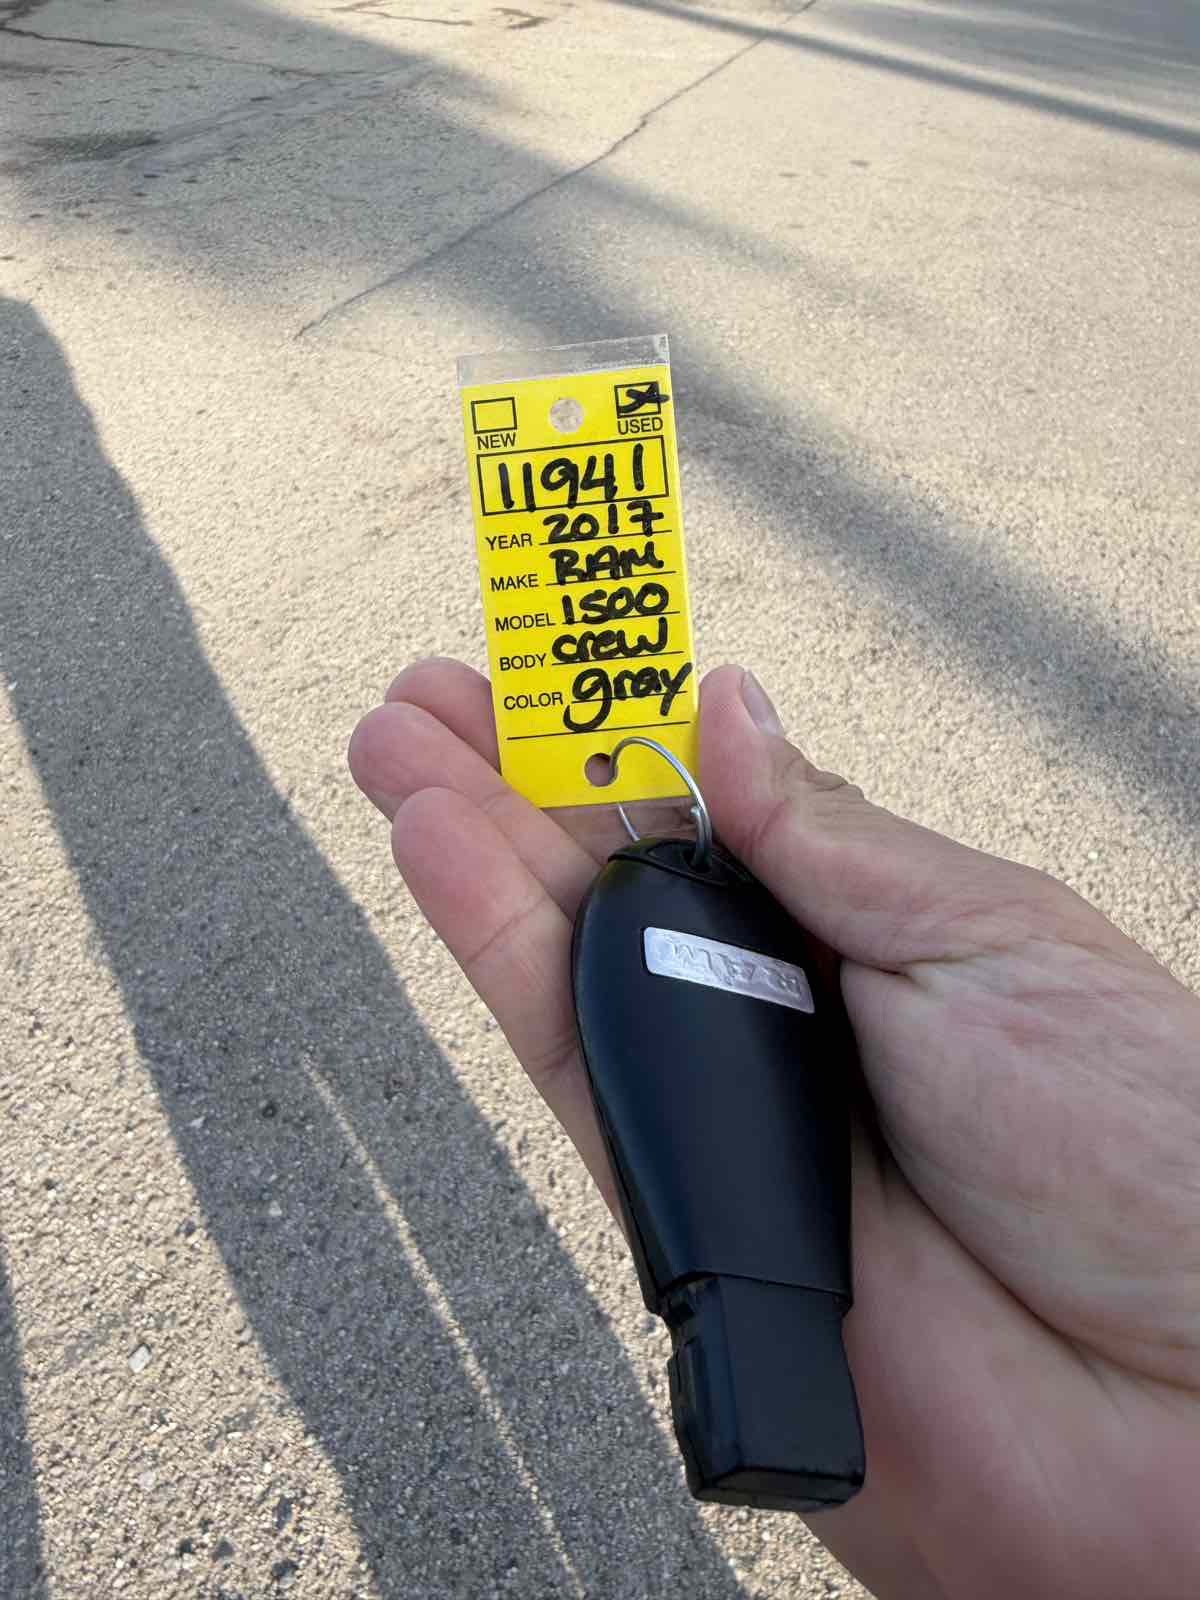 NEW USED
11941
YEAR 2017
MAKE RAM
MODEL 1500
BODY crew
COLOR gray
RAM